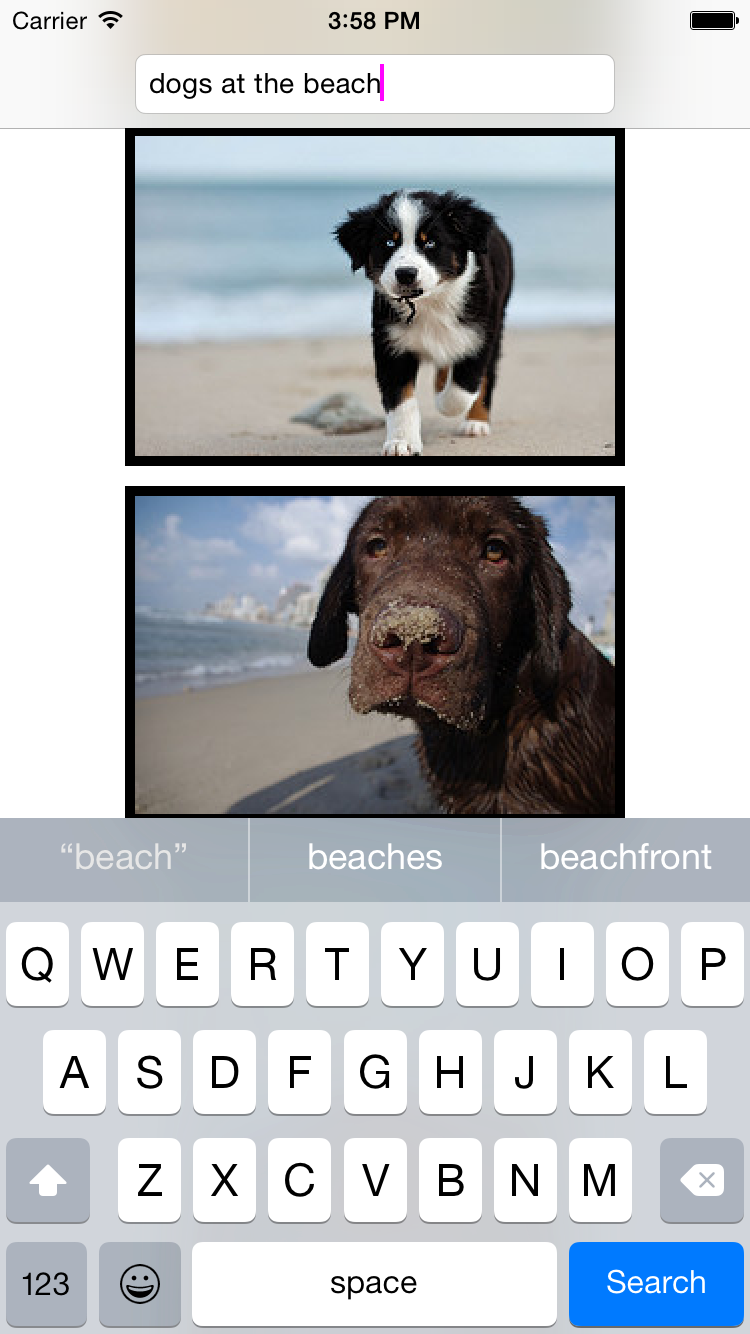 Carrier 3:58 PM
dogs at the beach
“beach” beaches beachfront
Q W E R T Y U I O P
A S D F G H J K L
Z X C V B N M
123 space Search